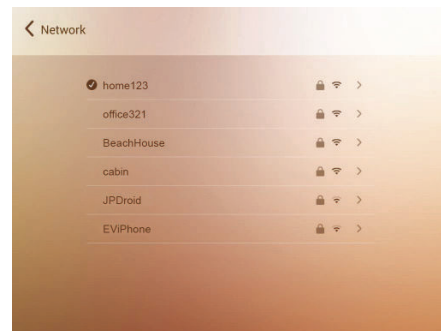 Network
home123
office321
BeachHouse
cabin
JPDroid
EViPhone